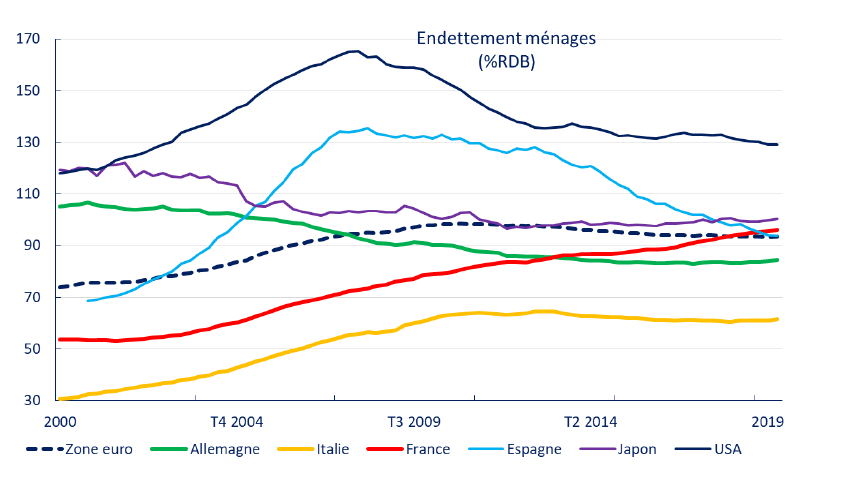 Endettement ménages
(%RDB)
170
150
130
110
90
70
50
30
2000 T4 2004 T3 2009 T2 2014 2019
Zone euro Allemagne Italie France Espagne Japon USA